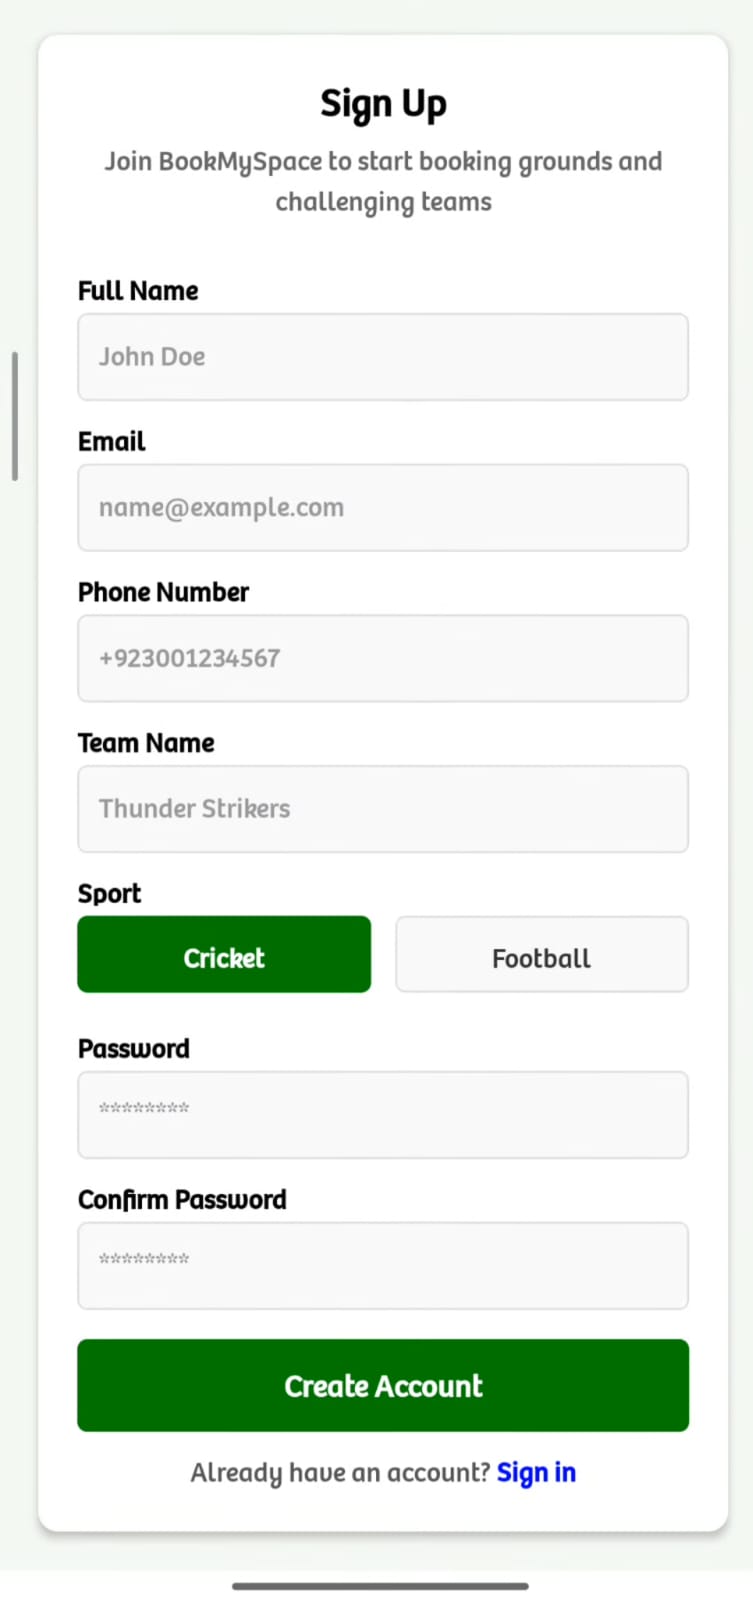 Sign Up
Join BookMySpace to start booking grounds and
challenging teams
Full Name
John Doe
Email
name@example.com
Phone Number
+923001234567
Team Name
Thunder Strikers
Sport
Cricket Football
Password
********
Confirm Password
********
Create Account
Already have an account? Sign in